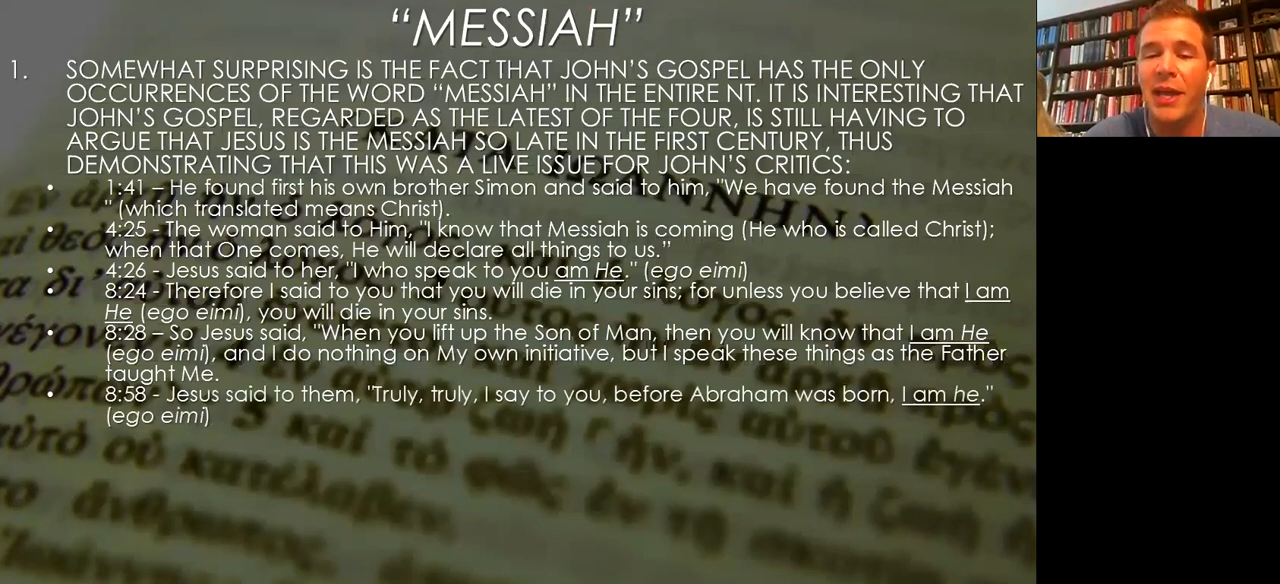 “MESSIAH”
1. SOMEWHAT SURPRISING IS THE FACT THAT JOHN’S GOSPEL HAS THE ONLY
OCCURRENCES OF THE WORD “MESSIAH” IN THE ENTIRE NT. IT IS INTERESTING THAT
JOHN’S GOSPEL, REGARDED AS THE LATEST OF THE FOUR, IS STILL HAVING TO
ARGUE THAT JESUS IS THE MESSIAH SO LATE IN THE FIRST CENTURY, THUS
DEMONSTRATING THAT THIS WAS A LIVE ISSUE FOR JOHN’S CRITICS:
• 1:41 – He found first his own brother Simon and said to him, "We have found the Messiah
" (which translated means Christ).
• 4:25 - The woman said to Him, "I know that Messiah is coming (He who is called Christ);
when that One comes, He will declare all things to us.”
• 4:26 - Jesus said to her, "I who speak to you am He." (ego eimi)
• 8:24 - Therefore I said to you that you will die in your sins; for unless you believe that I am
He (ego eimi), you will die in your sins.
• 8:28 – So Jesus said, "When you lift up the Son of Man, then you will know that I am He
(ego eimi), and I do nothing on My own initiative, but I speak these things as the Father
taught Me.
• 8:58 - Jesus said to them, "Truly, truly, I say to you, before Abraham was born, I am he."
(ego eimi)